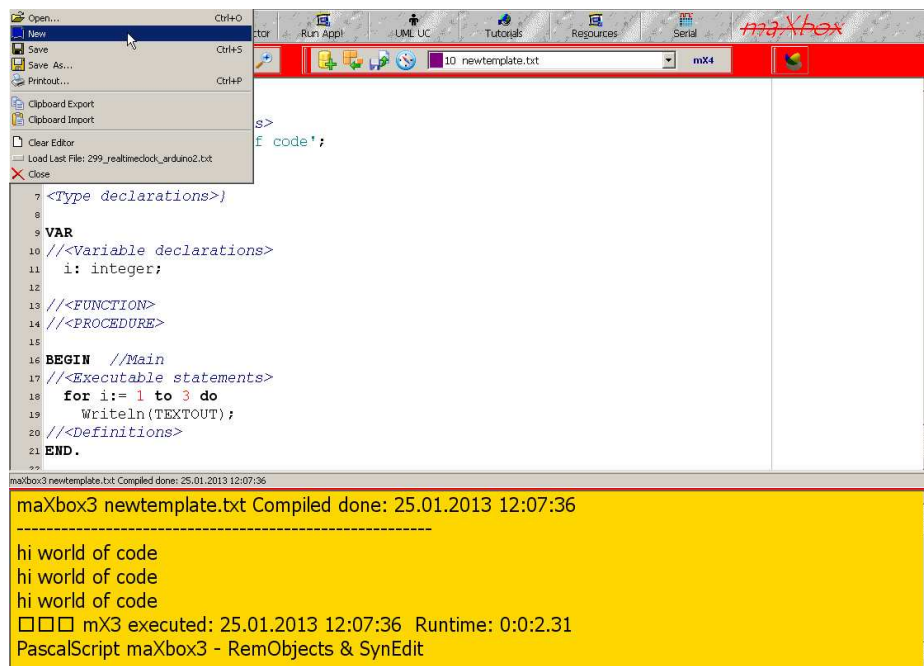 Open... Ctrl+O
New
Save Ctrl+S
Save As...
Printout... Ctrl+P
Clipboard Export
Clipboard Import
Clear Editor
Load Last File: 299_realtimeclock_arduino2.txt
Close
ctor Run App! UML UC Tutorials Resources Serial maXbox
10 newtemplate.txt mX4
s>
f code';
7 <Type declarations>}
8
9 VAR
10 //<Variable declarations>
11 i: integer;
12
13 //<FUNCTION>
14 //<PROCEDURE>
15
16 BEGIN //Main
17 //<Executable statements>
18 for i:= 1 to 3 do
19 Writeln(TEXTOUT);
20 //<Definitions>
21 END.
22
maXbox3 newtemplate.txt Compiled done: 25.01.2013 12:07:36
maXbox3 newtemplate.txt Compiled done: 25.01.2013 12:07:36
-------------------------------------------------------
hi world of code
hi world of code
hi world of code
mX3 executed: 25.01.2013 12:07:36 Runtime: 0:0:2.31
PascalScript maXbox3 - RemObjects & SynEdit